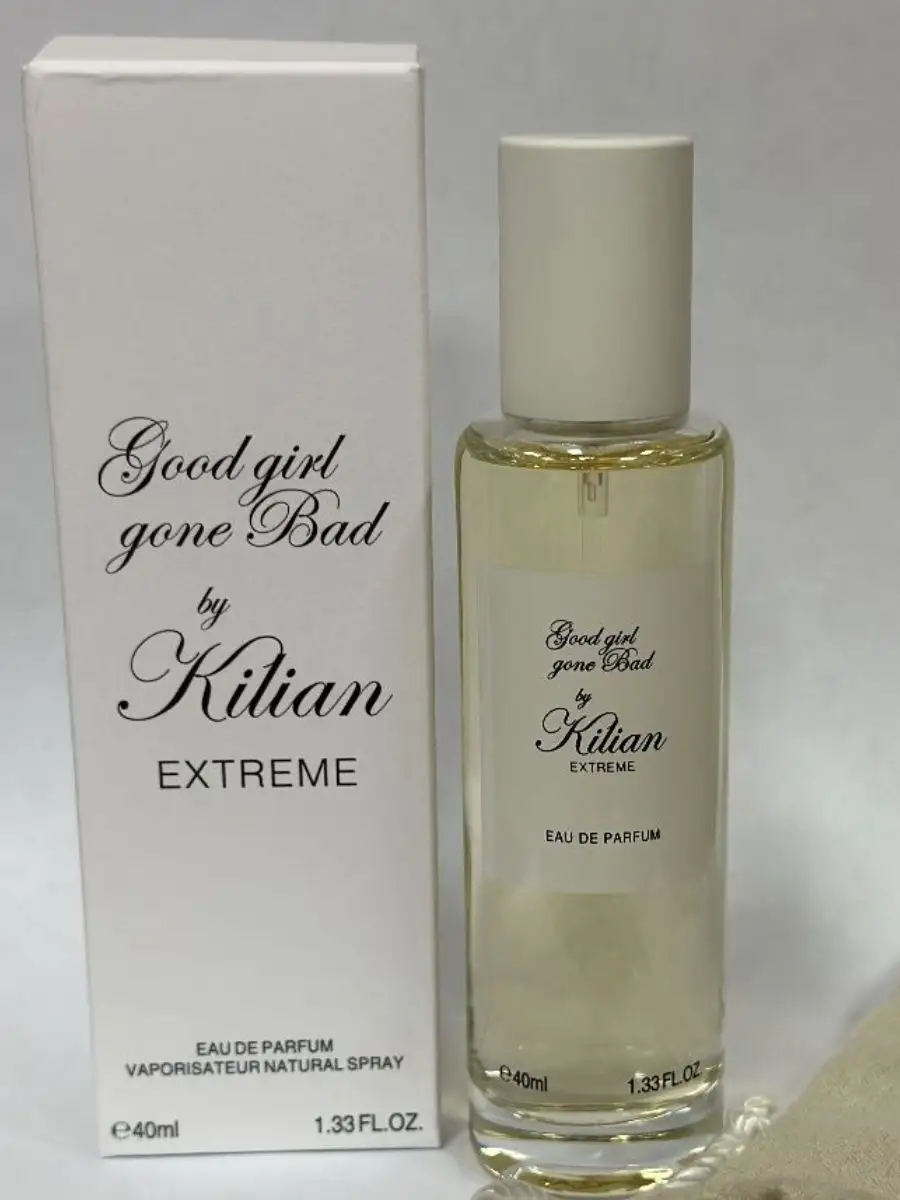 Good girl
gone Bad
by
Kilian
EXTREME
EAU DE PARFUM
VAPORISATEUR NATURAL SPRAY
℮40ml 1.33 FL.OZ.
Good girl
gone Bad
by
Kilian
EXTREME
EAU DE PARFUM
℮40ml 1.33 FL.OZ.